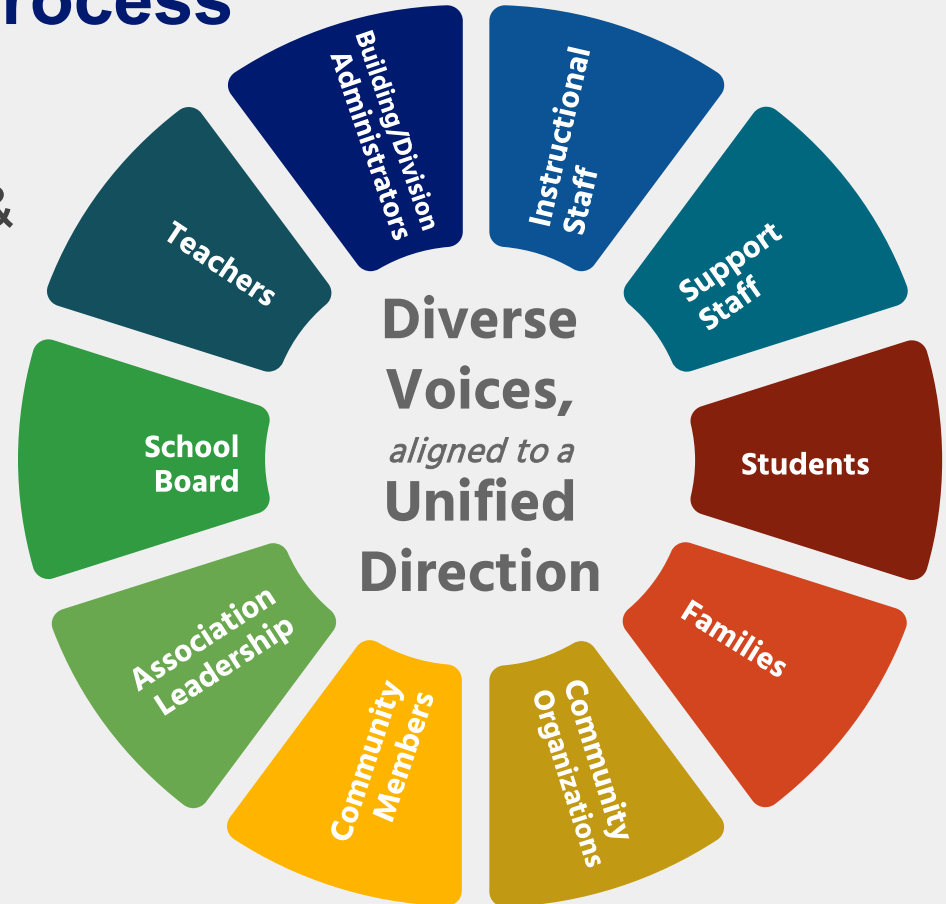 rocess
&
Building/Division
Administrators
Instructional
Staff
Support
Staff
Students
Families
Community
Organizations
Community
Members
Association
Leadership
School
Board
Teachers
Diverse
Voices,
aligned to a
Unified
Direction